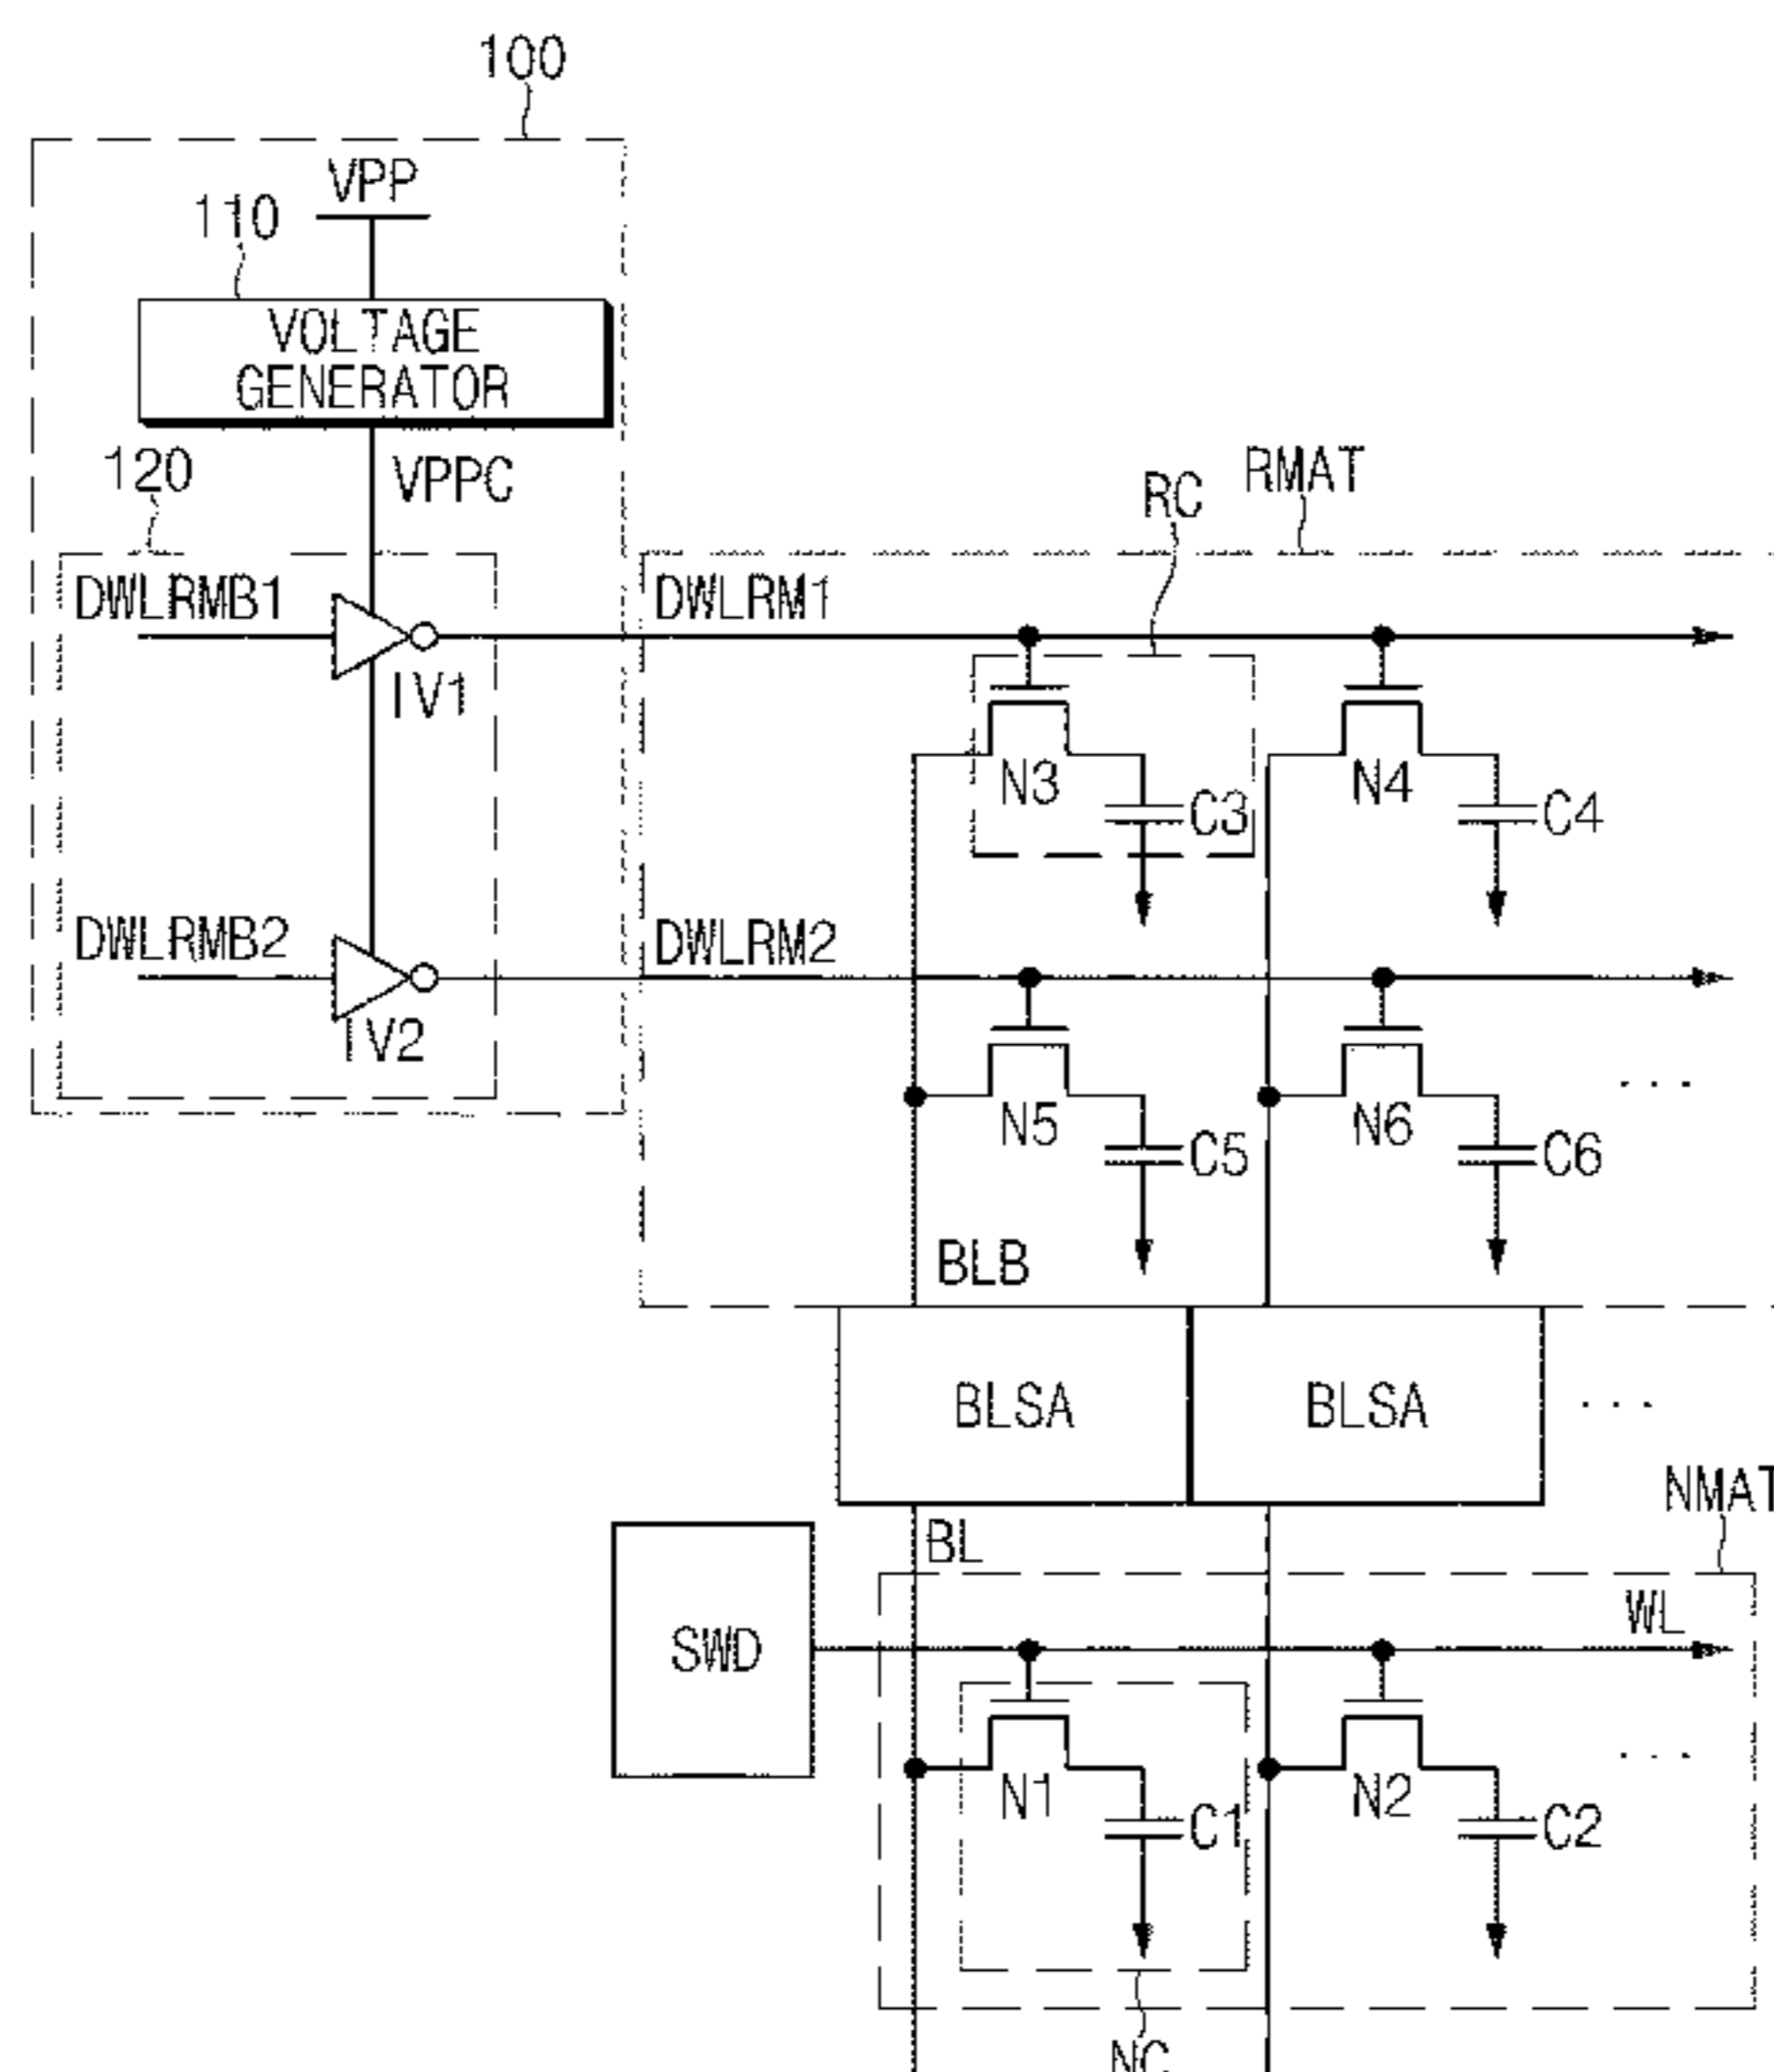 100
VPP
110
VOLTAGE
GENERATOR
120
VPPC
RC
RMAT
DWLRMB1
DWLRM1
IV1
N3
C3
N4
C4
DWLRMB2
DWLRM2
IV2
N5
C5
N6
C6
...
BLB
BLSA
BLSA
...
NMAT
BL
SWD
WL
N1
C1
N2
C2
...
NC